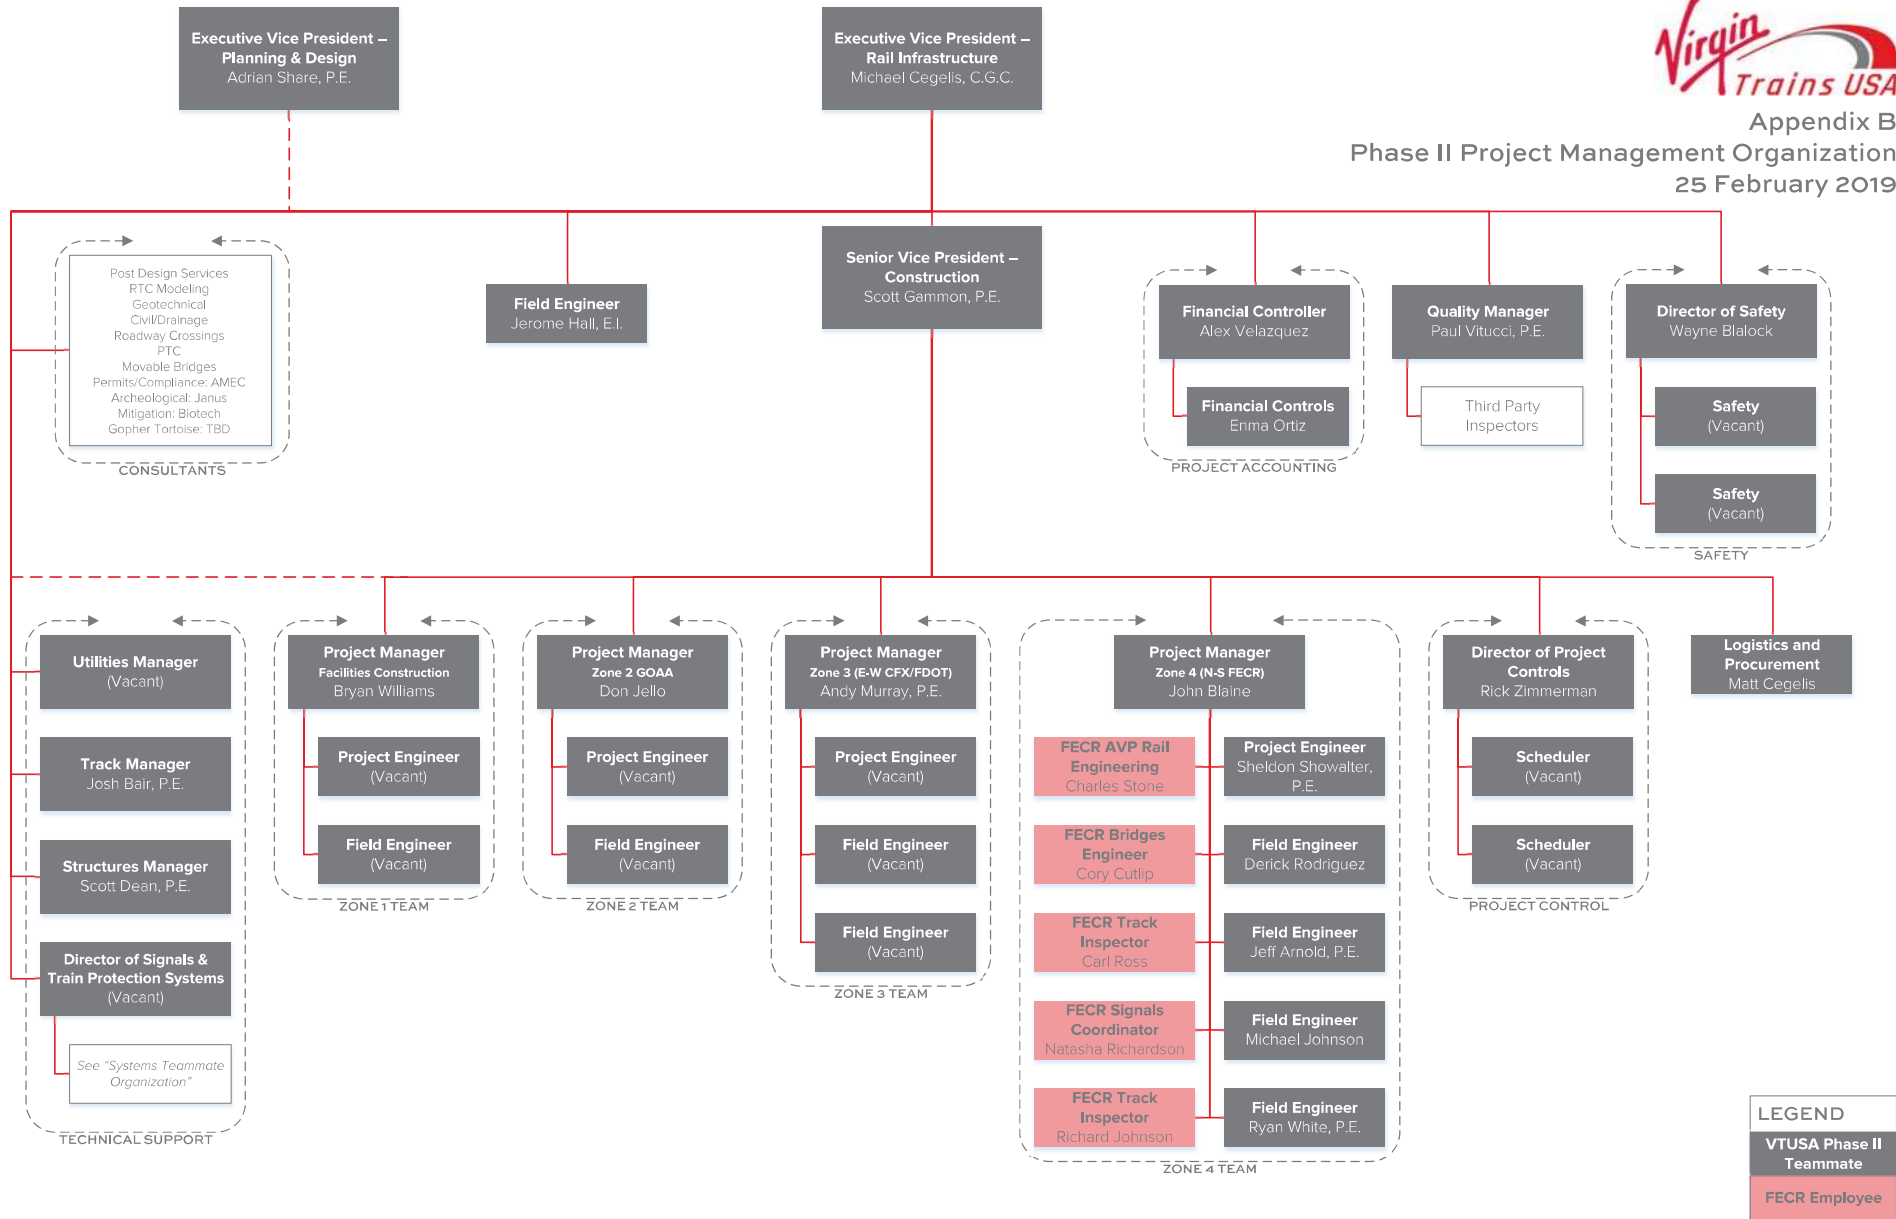 Executive Vice President –
Planning & Design
Adrian Share, P.E.
Executive Vice President –
Rail Infrastructure
Michael Cegelis, C.G.C.
Virgin
Trains USA
Appendix B
Phase II Project Management Organization
25 February 2019
Post Design Services
RTC Modeling
Geotechnical
Civil/Drainage
Roadway Crossings
PTC
Movable Bridges
Permits/Compliance: AMEC
Archeological: Janus
Mitigation: Biotech
Gopher Tortoise: TBD
CONSULTANTS
Field Engineer
Jerome Hall, E.I.
Senior Vice President –
Construction
Scott Gammon, P.E.
Financial Controller
Alex Velazquez
Financial Controls
Enma Ortiz
PROJECT ACCOUNTING
Quality Manager
Paul Vitucci, P.E.
Third Party
Inspectors
Director of Safety
Wayne Blalock
Safety
(Vacant)
Safety
(Vacant)
SAFETY
Utilities Manager
(Vacant)
Track Manager
Josh Bair, P.E.
Structures Manager
Scott Dean, P.E.
Director of Signals &
Train Protection Systems
(Vacant)
See "Systems Teammate
Organization"
TECHNICAL SUPPORT
Project Manager
Facilities Construction
Bryan Williams
Project Engineer
(Vacant)
Field Engineer
(Vacant)
ZONE 1 TEAM
Project Manager
Zone 2 GOAA
Don Jello
Project Engineer
(Vacant)
Field Engineer
(Vacant)
ZONE 2 TEAM
Project Manager
Zone 3 (E-W CFX/FDOT)
Andy Murray, P.E.
Project Engineer
(Vacant)
Field Engineer
(Vacant)
Field Engineer
(Vacant)
ZONE 3 TEAM
Project Manager
Zone 4 (N-S FECR)
John Blaine
FECR AVP Rail
Engineering
Charles Stone
Project Engineer
Sheldon Showalter,
P.E.
FECR Bridges
Engineer
Cory Cutlip
Field Engineer
Derick Rodriguez
FECR Track
Inspector
Carl Ross
Field Engineer
Jeff Arnold, P.E.
FECR Signals
Coordinator
Natasha Richardson
Field Engineer
Michael Johnson
FECR Track
Inspector
Richard Johnson
Field Engineer
Ryan White, P.E.
ZONE 4 TEAM
Director of Project
Controls
Rick Zimmerman
Scheduler
(Vacant)
Scheduler
(Vacant)
PROJECT CONTROL
Logistics and
Procurement
Matt Cegelis
LEGEND
VTUSA Phase II
Teammate
FECR Employee